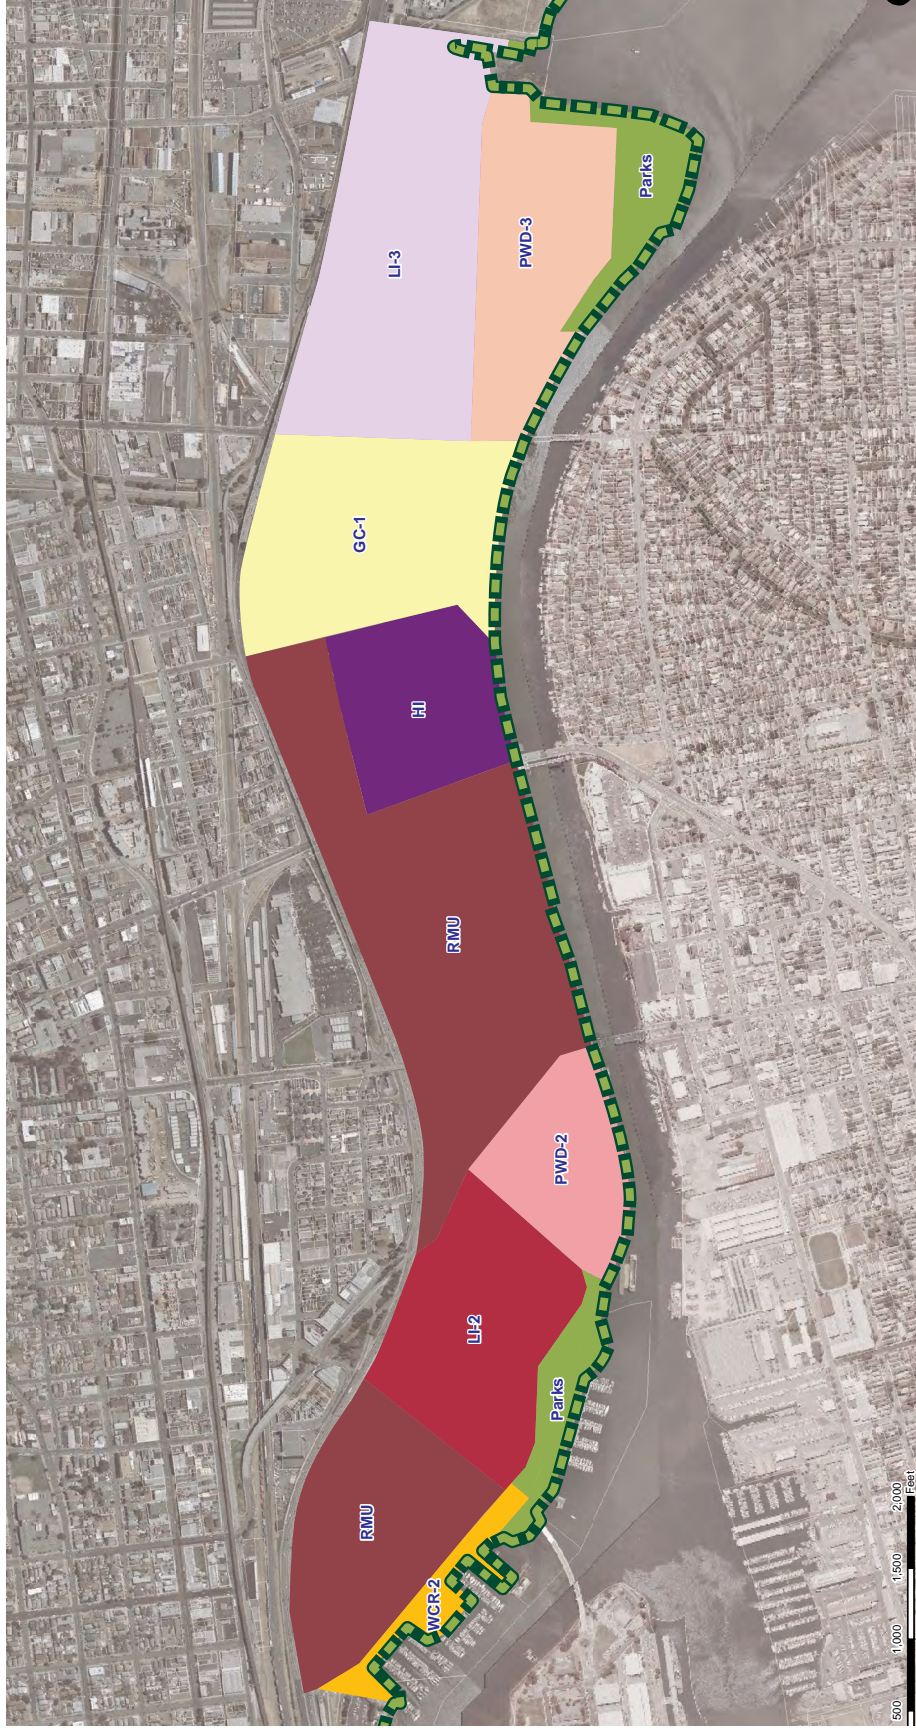 LI-3
PWD-3
Parks
GC-1
HI
RMU
PWD-2
LI-2
Parks
RMU
WCR-2
500
1,000
1,500
2,000
Feet